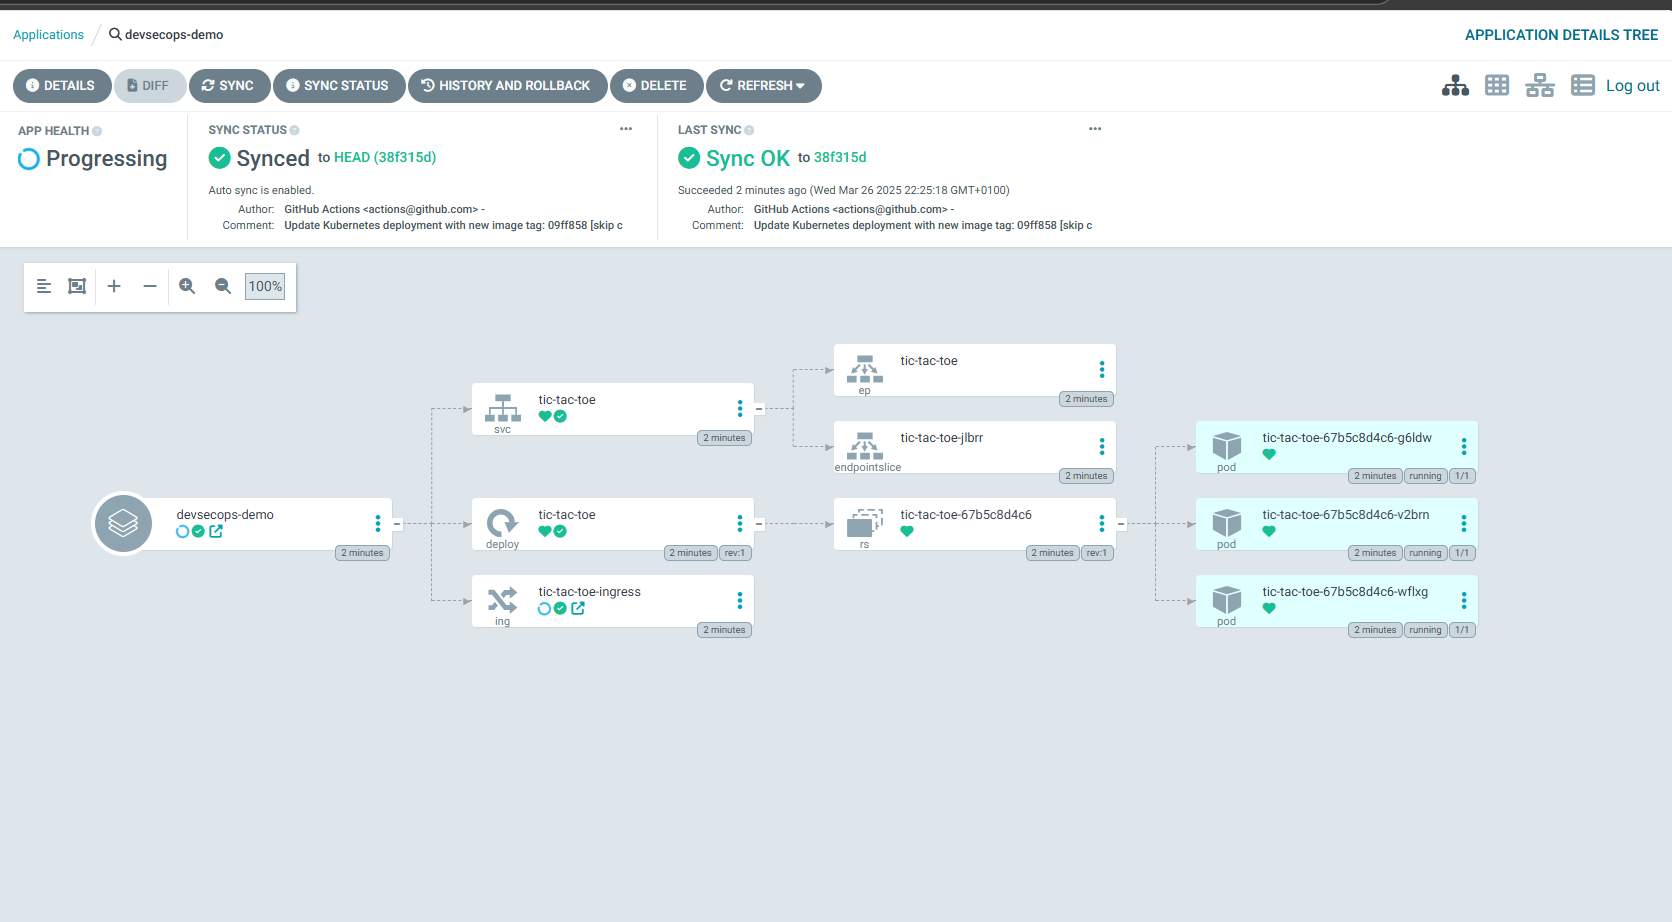 Applications / devsecops-demo
APPLICATION DETAILS TREE
DETAILS DIFF SYNC SYNC STATUS HISTORY AND ROLLBACK DELETE REFRESH
Log out
APP HEALTH
Progressing
SYNC STATUS
Synced to HEAD (38f315d)
Auto sync is enabled.
Author: GitHub Actions <actions@github.com> -
Comment: Update Kubernetes deployment with new image tag: 09ff858 [skip c
LAST SYNC
Sync OK to 38f315d
Succeeded 2 minutes ago (Wed Mar 26 2025 22:25:18 GMT+0100)
Author: GitHub Actions <actions@github.com> -
Comment: Update Kubernetes deployment with new image tag: 09ff858 [skip c
100%
devsecops-demo
2 minutes
tic-tac-toe
svc
2 minutes
tic-tac-toe
deploy
2 minutes rev:1
tic-tac-toe-ingress
ing
2 minutes
tic-tac-toe
ep
2 minutes
tic-tac-toe-jlbrr
endpointslice
2 minutes
tic-tac-toe-67b5c8d4c6
rs
2 minutes rev:1
tic-tac-toe-67b5c8d4c6-g6ldw
pod
2 minutes running 1/1
tic-tac-toe-67b5c8d4c6-v2brn
pod
2 minutes running 1/1
tic-tac-toe-67b5c8d4c6-wflxg
pod
2 minutes running 1/1